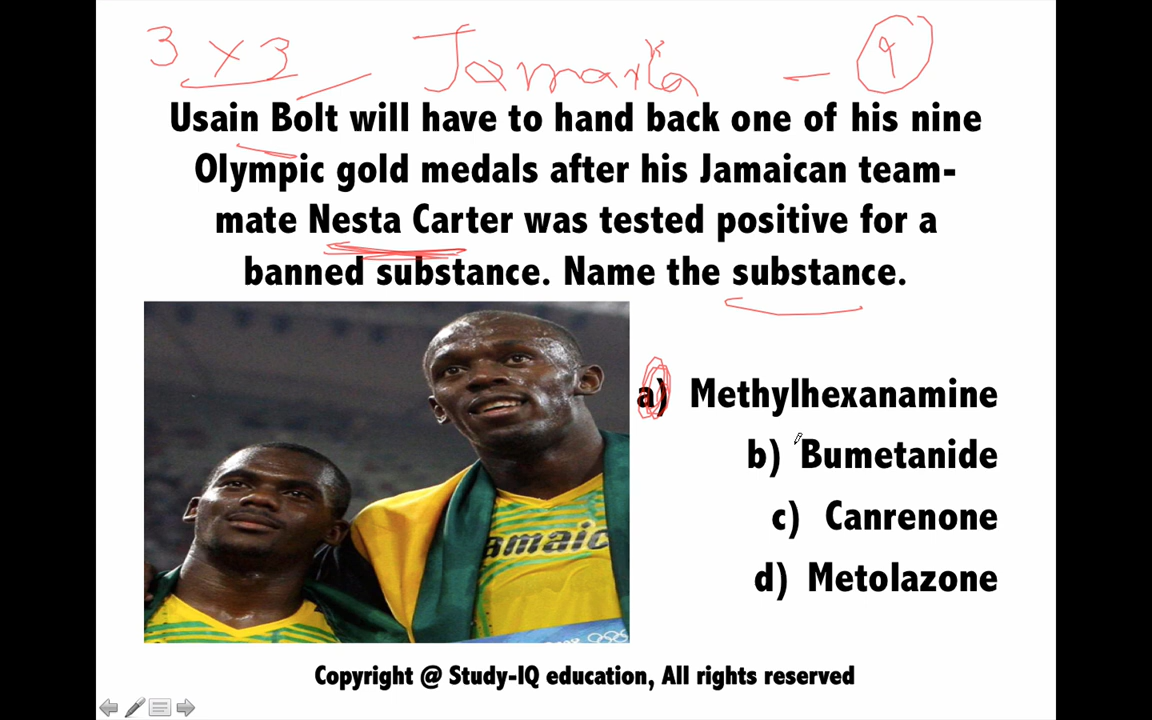 3 x 3 – Jamaica – 9
Usain Bolt will have to hand back one of his nine
Olympic gold medals after his Jamaican team-
mate Nesta Carter was tested positive for a
banned substance. Name the substance.
a) Methylhexanamine
b) Bumetanide
c) Canrenone
d) Metolazone
amaic
Copyright @ Study-IQ education, All rights reserved